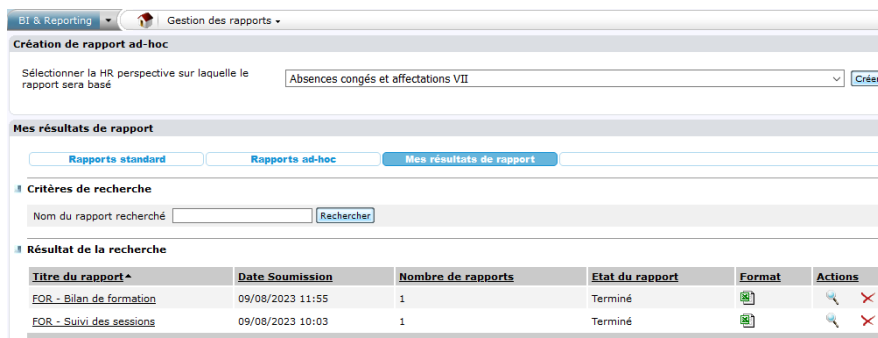 BI & Reporting Gestion des rapports
Création de rapport ad-hoc
Sélectionner la HR perspective sur laquelle le
rapport sera basé
Absences congés et affectations VII
Créer
Mes résultats de rapport
Rapports standard Rapports ad-hoc Mes résultats de rapport
Critères de recherche
Nom du rapport recherché Rechercher
Résultat de la recherche
Titre du rapport Date Soumission Nombre de rapports Etat du rapport Format Actions
FOR - Bilan de formation 09/08/2023 11:55 1 Terminé
FOR - Suivi des sessions 09/08/2023 10:03 1 Terminé